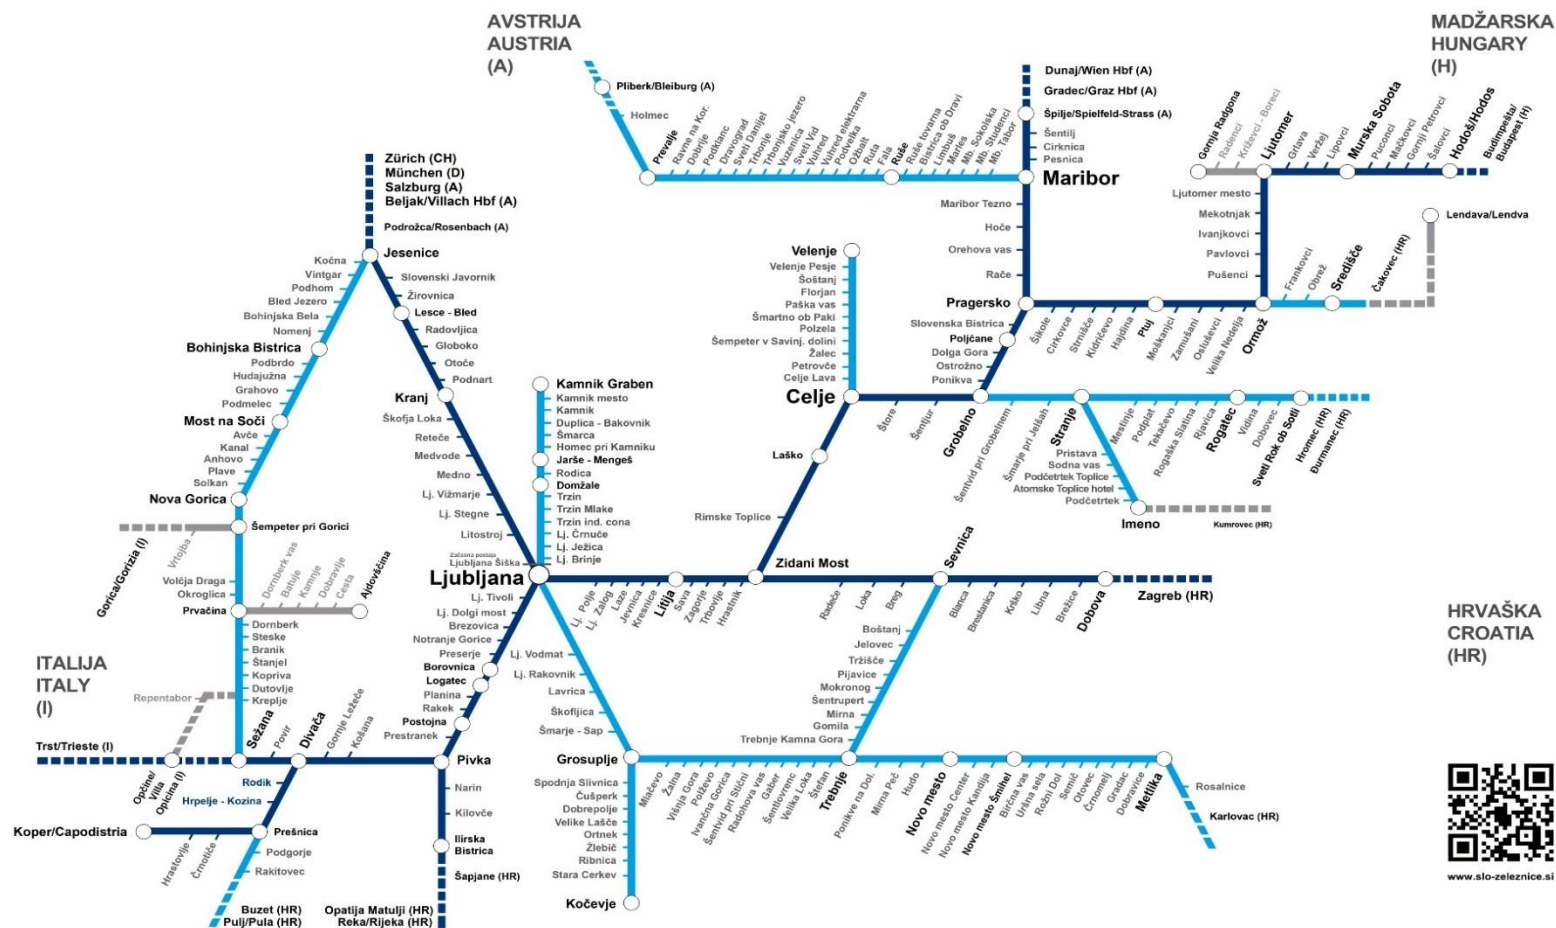 AVSTRIJA
AUSTRIA
(A)
MADŽARSKA
HUNGARY
(H)
ITALIJA
ITALY
(I)
HRVAŠKA
CROATIA
(HR)
Zürich (CH)
München (D)
Salzburg (A)
Beljak/Villach Hbf (A)
Podrožca/Rosenbach (A)
Jesenice
Kočna
Vintgar
Podhom
Bled Jezero
Bohinjska Bela
Nomenj
Bohinjska Bistrica
Podbrdo
Hudajužna
Grahovo
Podmelec
Most na Soči
Avče
Kanal
Anhovo
Plave
Solkan
Nova Gorica
Šempeter pri Gorici
Vrtojba
Gorica/Gorizia (I)
Volčja Draga
Okroglica
Prvačina
Dornberk vas
Batuje
Kamnje
Dobravlje
Cesta
Ajdovščina
Dornberk
Steske
Branik
Štanjel
Kopriva
Dutovlje
Kreplje
Repentabor
Trst/Trieste (I)
Opčine/
Villa
Opicina (I)
Sežana
Povir
Divača
Gornje Ležeče
Košana
Pivka
Rodik
Hrpelje - Kozina
Prešnica
Koper/Capodistria
Hrastovlje
Črnotiče
Podgorje
Rakitovec
Buzet (HR)
Pulj/Pula (HR)
Narin
Kilovče
Ilirska
Bistrica
Šapjane (HR)
Opatija Matulji (HR)
Reka/Rijeka (HR)
Slovenski Javornik
Žirovnica
Lesce - Bled
Radovljica
Globoko
Otoče
Podnart
Kranj
Škofja Loka
Reteče
Medvode
Medno
Lj. Vižmarje
Lj. Stegne
Litostroj
Začasna postaja
Ljubljana Šiška
Ljubljana
Lj. Tivoli
Lj. Dolgi most
Brezovica
Notranje Gorice
Preserje
Borovnica
Logatec
Planina
Rakek
Postojna
Prestranek
Kamnik Graben
Kamnik mesto
Kamnik
Duplica - Bakovnik
Šmarca
Homec pri Kamniku
Jarše - Mengeš
Rodica
Domžale
Trzin
Trzin Mlake
Trzin ind. cona
Lj. Črnuče
Lj. Ježica
Lj. Brinje
Lj. Polje
Lj. Zalog
Laze
Jevnica
Kresnice
Litija
Sava
Zagorje
Trbovlje
Hrastnik
Zidani Most
Radeče
Loka
Breg
Sevnica
Blanca
Brestanica
Krško
Libna
Brežice
Dobova
Zagreb (HR)
Lj. Vodmat
Lj. Rakovnik
Lavrica
Škofljica
Šmarje - Sap
Grosuplje
Spodnja Slivnica
Čušperk
Dobrepolje
Velike Lašče
Ortnek
Žlebič
Ribnica
Stara Cerkev
Kočevje
Mlačevo
Žalna
Višnja Gora
Polževo
Ivančna Gorica
Šentvid pri Stični
Radohova vas
Gaber
Šentlovrenc
Velika Loka
Štefan
Trebnje
Ponikve na Dol.
Mirna Peč
Hudo
Novo mesto
Novo mesto Center
Novo mesto Kandija
Novo mesto Šmihel
Birčna vas
Uršna sela
Rožni Dol
Semič
Otovec
Črnomelj
Gradac
Dobravice
Metlika
Rosalnice
Karlovac (HR)
Boštanj
Jelovec
Tržišče
Pijavice
Mokronog
Šentrupert
Mirna
Gomila
Trebnje Kamna Gora
Rimske Toplice
Laško
Celje
Velenje
Velenje Pesje
Šoštanj
Florjan
Paška vas
Šmartno ob Paki
Polzela
Šempeter v Savinj. dolini
Žalec
Petrovče
Celje Lava
Štore
Šentjur
Grobelno
Šentvid pri Grobelnem
Šmarje pri Jelšah
Stranje
Mestinje
Podplat
Tekačevo
Rogaška Slatina
Rjavica
Rogatec
Vidina
Dobovec
Sveti Rok ob Sotli
Hromec (HR)
Đurmanec (HR)
Pristava
Sodna vas
Podčetrtek Toplice
Atomske Toplice hotel
Podčetrtek
Imeno
Kumrovec (HR)
Slovenska Bistrica
Poljčane
Dolga Gora
Ostrožno
Ponikva
Pragersko
Pliberk/Bleiburg (A)
Holmec
Prevalje
Ravne na Kor.
Dobrije
Podklanc
Dravograd
Sveti Danijel
Trbonje
Trbonjsko jezero
Vuzenica
Sveti Vid
Vuhred
Vuhred elektrarna
Podvelka
Ožbalt
Ruta
Fala
Ruše
Ruše tovarna
Bistrica ob Dravi
Limbuš
Marles
Mb. Sokolska
Mb. Studenci
Mb. Tabor
Dunaj/Wien Hbf (A)
Gradec/Graz Hbf (A)
Špilje/Spielfeld-Strass (A)
Šentilj
Cirknica
Pesnica
Maribor
Maribor Tezno
Hoče
Orehova vas
Rače
Šikole
Cirkovce
Strnišče
Kidričevo
Hajdina
Ptuj
Moškanjci
Zamušani
Osluševci
Velika Nedelja
Ormož
Frankovci
Obrež
Središče
Čakovec (HR)
Lendava/Lendva
Ljutomer mesto
Mekotnjak
Ivanjkovci
Pavlovci
Pušenci
Gornja Radgona
Radenci
Križevci - Boreci
Ljutomer
Grlava
Veržej
Lipovci
Murska Sobota
Puconci
Mačkovci
Gornji Petrovci
Šalovci
Hodoš/Hodos
Budimpešta/
Budapest (H)
www.slo-zeleznice.si